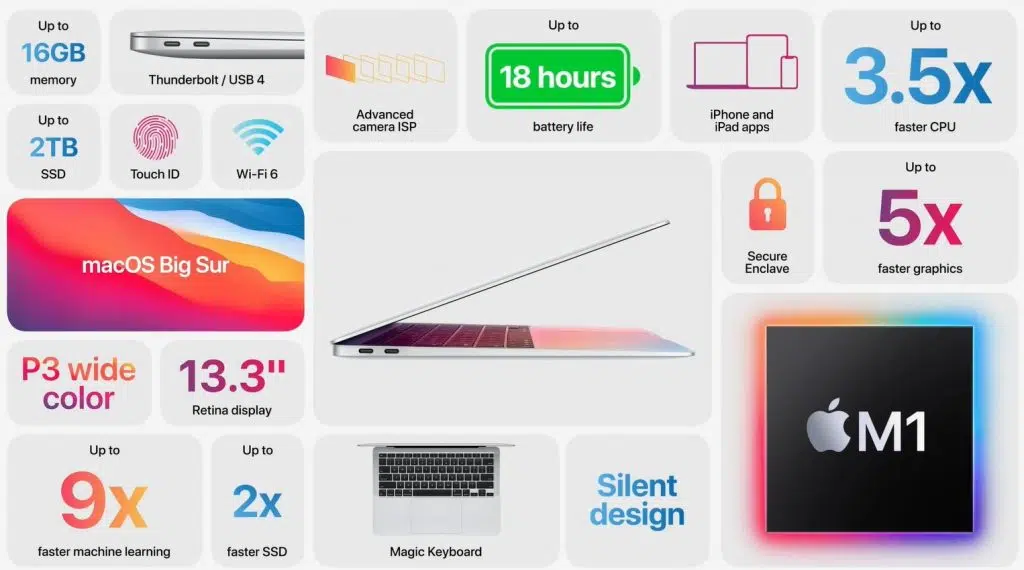 Up to
16GB
memory
Thunderbolt / USB 4
Advanced
camera ISP
Up to
18 hours
battery life
iPhone and
iPad apps
Up to
3.5x
faster CPU
Up to
2TB
SSD
Touch ID
Wi-Fi 6
Secure
Enclave
Up to
5x
faster graphics
macOS Big Sur
P3 wide
color
13.3"
Retina display
M1
Up to
9x
faster machine learning
Up to
2x
faster SSD
Magic Keyboard
Silent
design